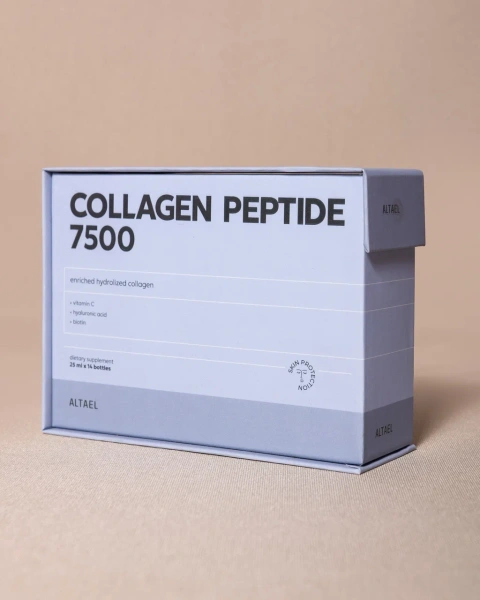 COLLAGEN PEPTIDE
7500
enriched hydrolized collagen
- vitamin C
- hyaluronic acid
- biotin
dietary supplement
25 ml x 14 bottles
SKIN PROTECTION
ALTAEL
ALTAEL
ALTAEL